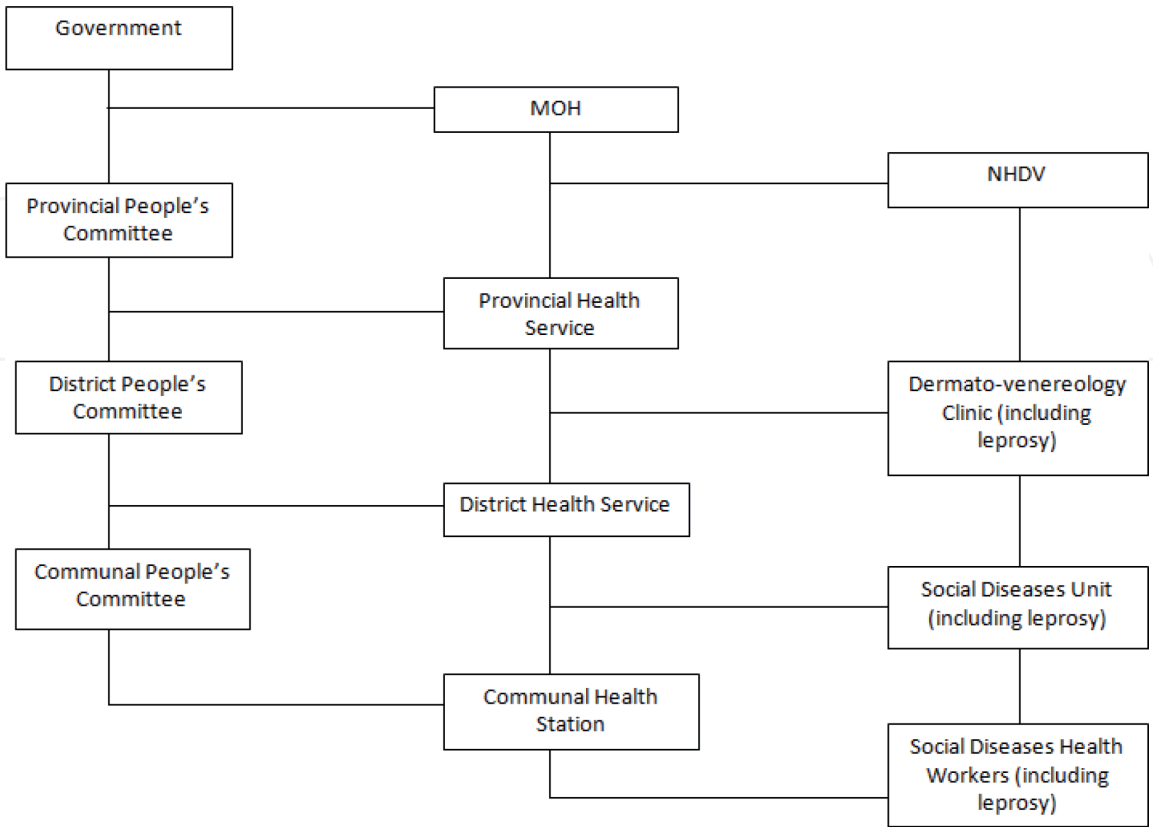 Government
MOH
NHDV
Provincial People’s
Committee
Provincial Health
Service
District People’s
Committee
Dermato-venereology
Clinic (including
leprosy)
District Health Service
Communal People’s
Committee
Social Diseases Unit
(including leprosy)
Communal Health
Station
Social Diseases Health
Workers (including
leprosy)